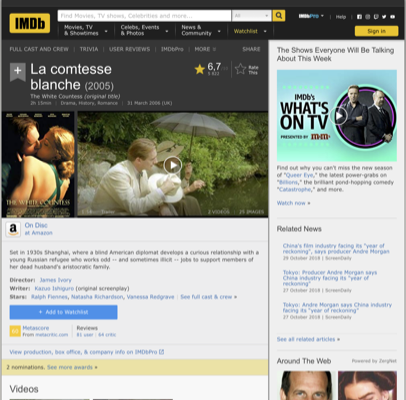 IMDb
Find Movies, TV shows, Celebrities and more...
All
IMDbPro
Help
Movies, TV
& Showtimes
Celebs, Events
& Photos
News &
Community
Watchlist
Sign in
FULL CAST AND CREW
TRIVIA
USER REVIEWS
IMDbPro
MORE
SHARE
La comtesse
blanche (2005)
6,7
Rate
This
The White Countess (original title)
2h 15min | Drama, History, Romance | 31 March 2006 (UK)
THE WHITE COUNTESS
2 VIDEOS
15 IMAGES
On Disc
at Amazon
Set in 1930s Shanghai, where a blind American diplomat develops a curious relationship with a
young Russian refugee who works odd -- and sometimes illicit -- jobs to support members of
her dead husband's aristocratic family.
Director: James Ivory
Writer: Kazuo Ishiguro (original screenplay)
Stars: Ralph Fiennes, Natasha Richardson, Vanessa Redgrave | See full cast & crew »
+ Add to Watchlist
Metascore
From metacritic.com
Reviews
81 user | 64 critic
View production, box office, & company info on IMDbPro
2 nominations. See more awards »
Videos
The Shows Everyone Will Be Talking
About This Week
IMDb's
WHAT'S
ON TV
PRESENTED BY
Find out why you can't miss the new season
of "Queer Eye," the latest power-grabs on
"Billions," the brilliant pond-hopping comedy
"Catastrophe," and more.
Watch now »
Related News
China's film industry facing its "year of
reckoning", says producer Andre Morgan
29 October 2018 | ScreenDaily
Tokyo: Producer Andre Morgan says
China industry facing its "year of
reckoning"
27 October 2018 | ScreenDaily
Tokyo: Andre Morgan says China
industry facing its "year of reckoning"
27 October 2018 | ScreenDaily
See all related articles »
Around The Web
Powered by ZergNet